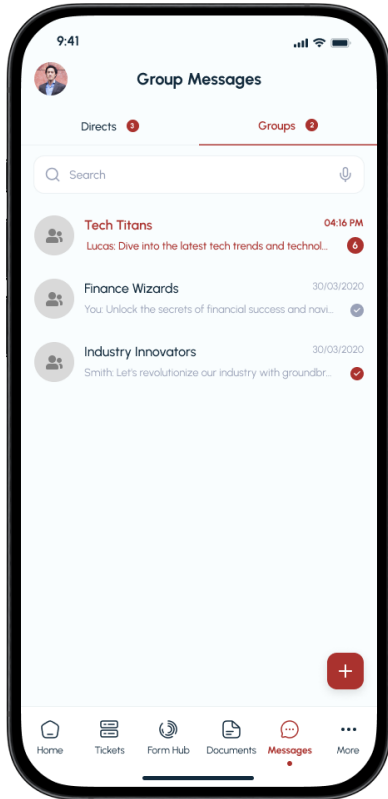 9:41
Group Messages
Directs 3
Groups 2
Search
Tech Titans 04:16 PM
Lucas: Dive into the latest tech trends and technol... 6
Finance Wizards 30/03/2020
You: Unlock the secrets of financial success and navi...
Industry Innovators 30/03/2020
Smith: Let's revolutionize our industry with groundbr...
Home Tickets Form Hub Documents Messages More